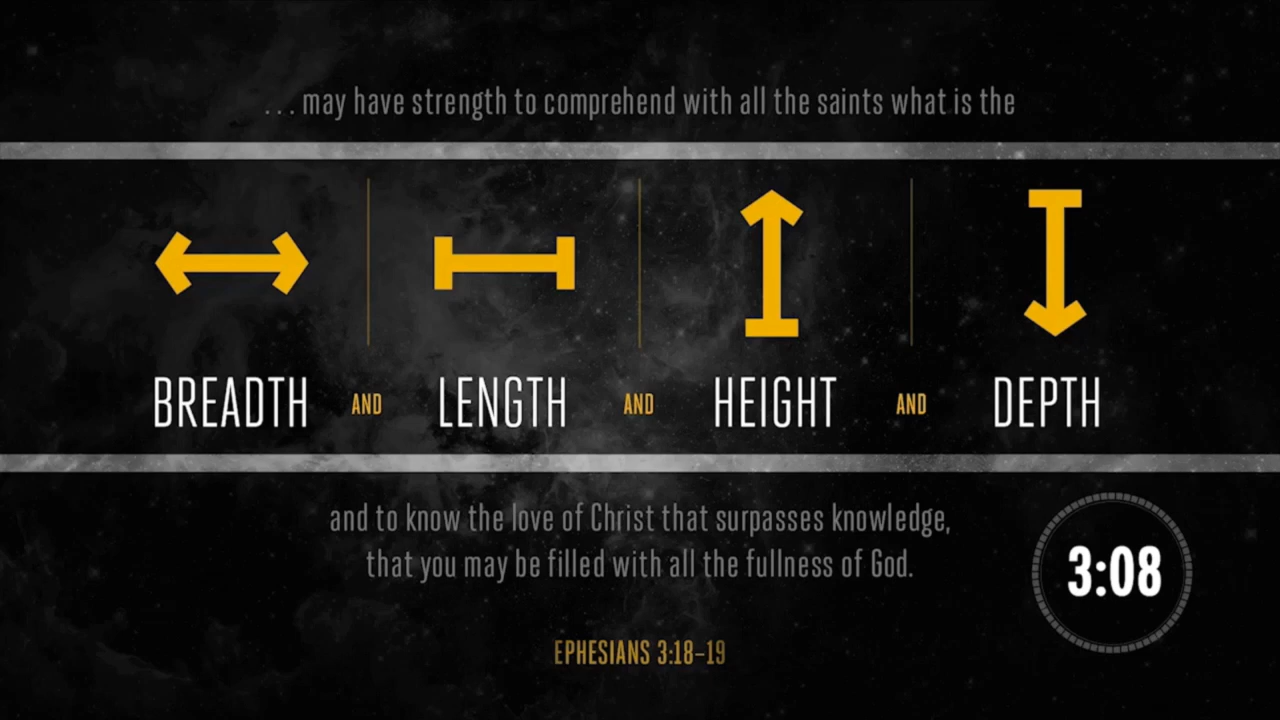 . . . may have strength to comprehend with all the saints what is the
BREADTH AND LENGTH AND HEIGHT AND DEPTH
and to know the love of Christ that surpasses knowledge,
that you may be filled with all the fullness of God.
3:08
EPHESIANS 3:18–19